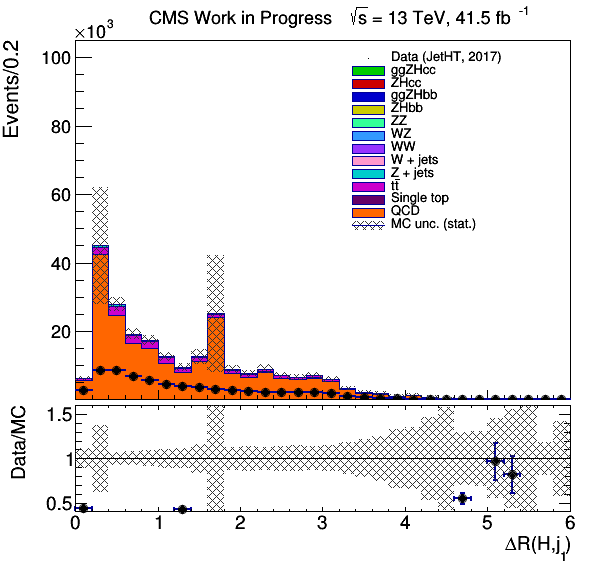 CMS Work in Progress √s = 13 TeV, 41.5 fb⁻¹
×10³
Events/0.2
100
80
60
40
20
Data (JetHT, 2017)
ggZHcc
ZHcc
ggZHbb
ZHbb
ZZ
WZ
WW
W + jets
Z + jets
tt̄
Single top
QCD
MC unc. (stat.)
Data/MC
1.5
1
0.5
0 1 2 3 4 5 6
ΔR(H,j₁)